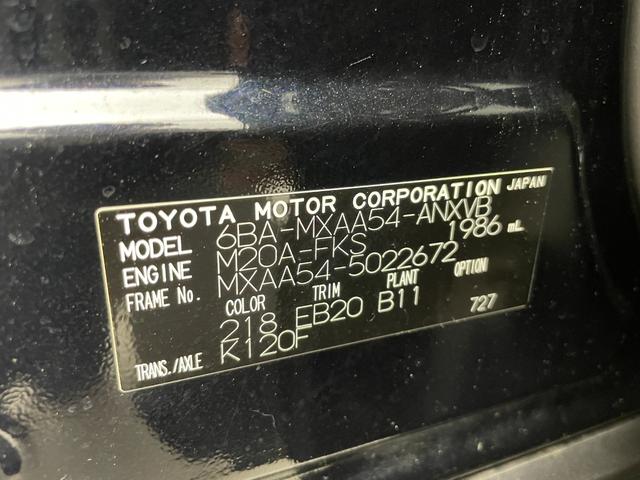 TOYOTA MOTOR CORPORATION JAPAN
MODEL 6BA-MXAA54-ANXVB
ENGINE M20A-FKS 1986 mL
FRAME No. MXAA54-5022672
COLOR TRIM PLANT OPTION
218 EB20 B11 727
TRANS./AXLE K120F